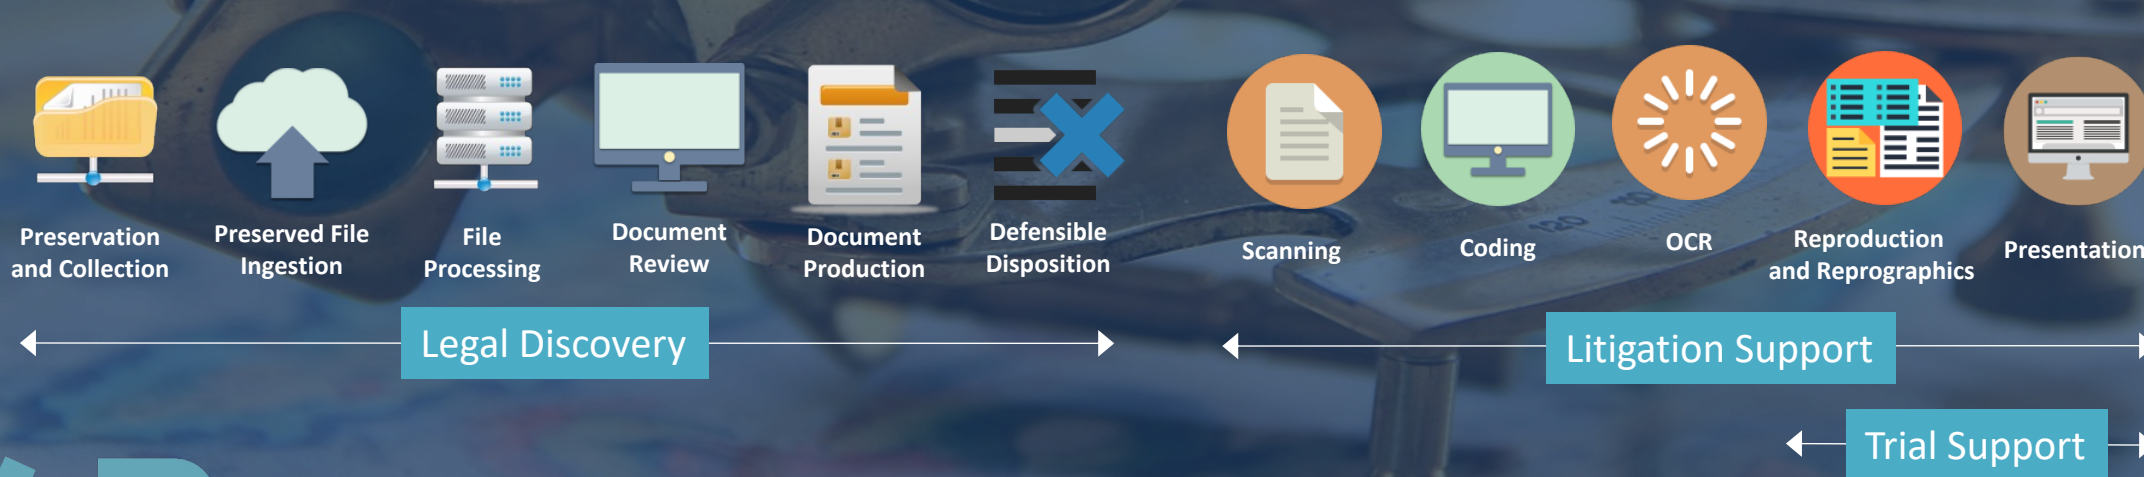 Preservation
and Collection
Preserved File
Ingestion
File
Processing
Document
Review
Document
Production
Defensible
Disposition
Scanning
Coding
OCR
Reproduction
and Reprographics
Presentation
Legal Discovery
Litigation Support
Trial Support
120